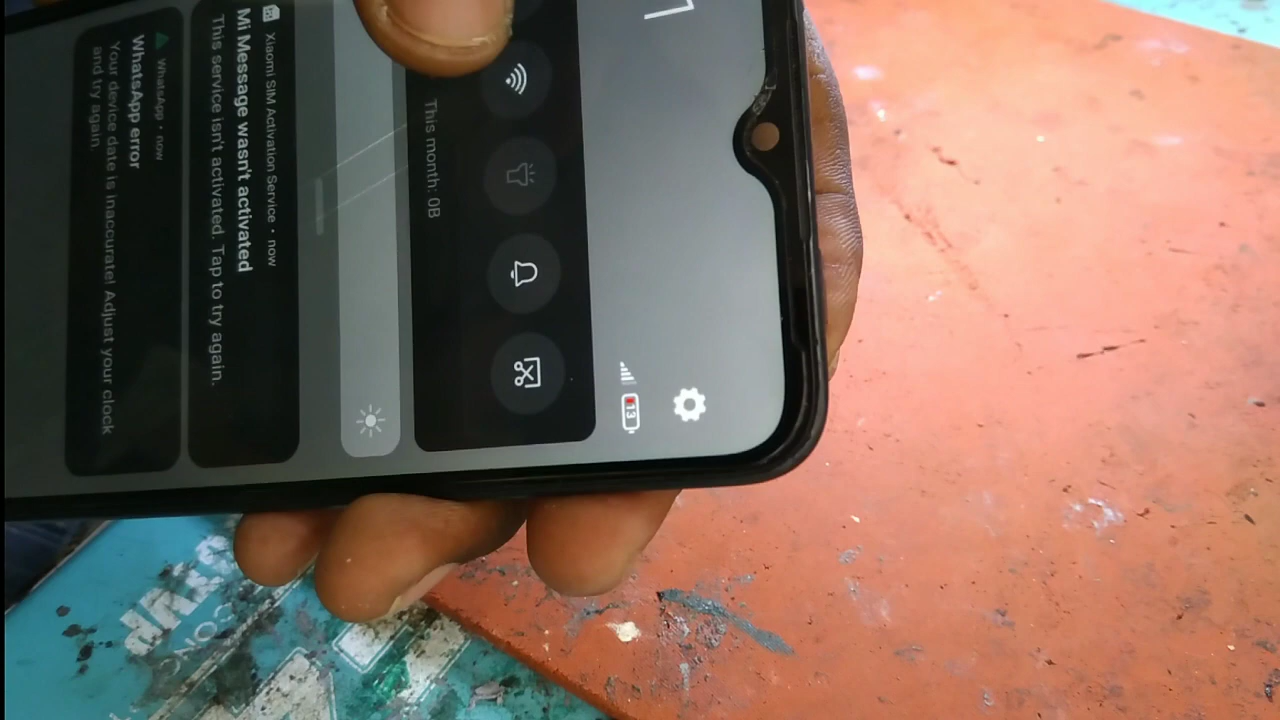 13
This month: 0B
Xiaomi SIM Activation Service • now
Mi Message wasn't activated
This service isn't activated. Tap to try again.
WhatsApp • now
WhatsApp error
Your device date is inaccurate! Adjust your clock
and try again.